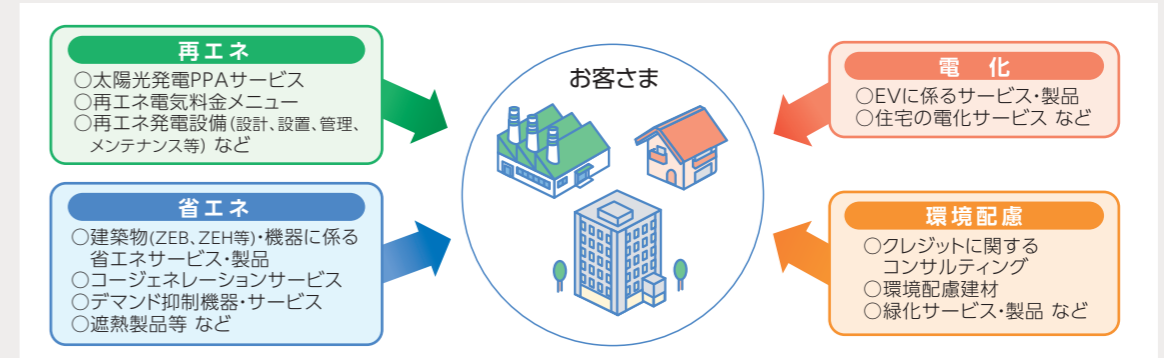 再エネ
○太陽光発電PPAサービス
○再エネ電気料金メニュー
○再エネ発電設備(設計、設置、管理、
メンテナンス等) など
省エネ
○建築物(ZEB、ZEH等)・機器に係る
省エネサービス・製品
○コージェネレーションサービス
○デマンド抑制機器・サービス
○遮熱製品等 など
お客さま
電 化
○EVに係るサービス・製品
○住宅の電化サービス など
環境配慮
○クレジットに関する
コンサルティング
○環境配慮建材
○緑化サービス・製品 など